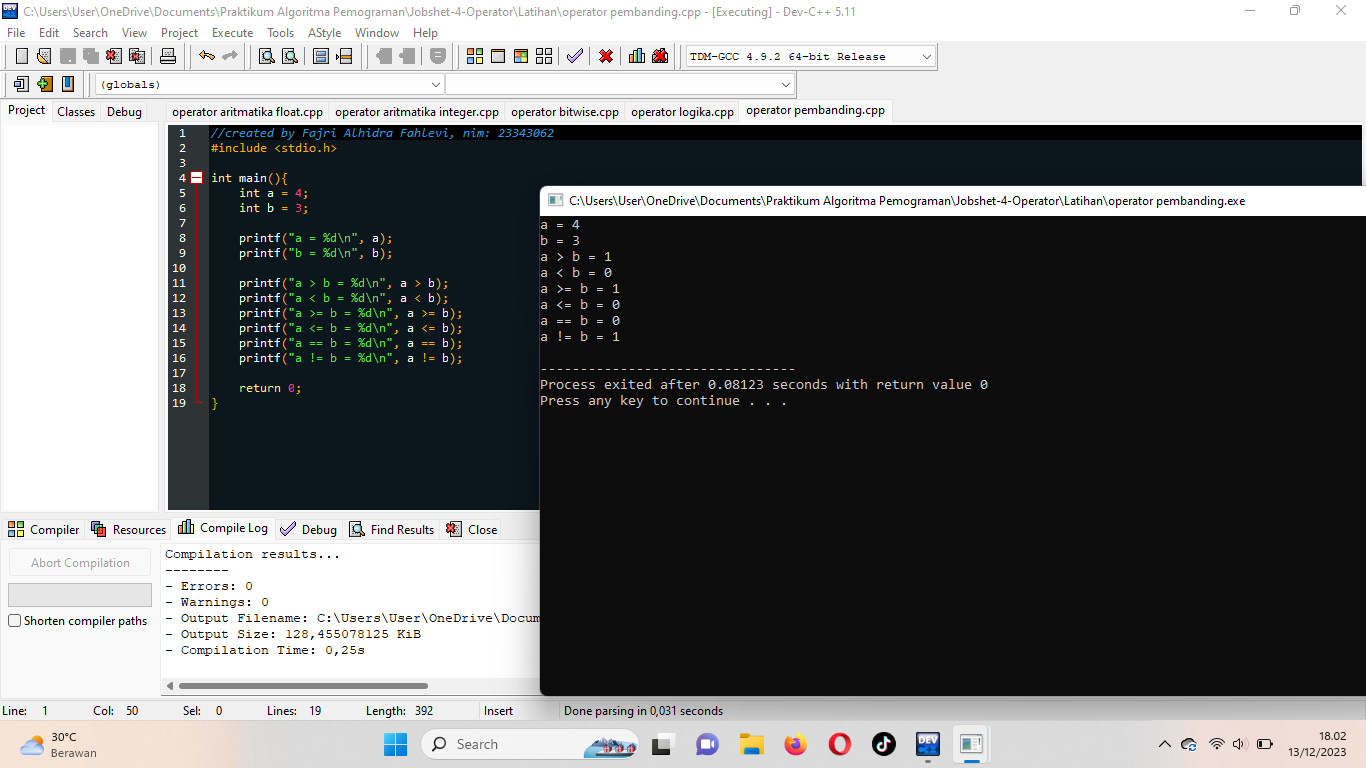 C:\Users\User\OneDrive\Documents\Praktikum Algoritma Pemograman\Jobshet-4-Operator\Latihan\operator pembanding.cpp - [Executing] - Dev-C++ 5.11
File Edit Search View Project Execute Tools AStyle Window Help
TDM-GCC 4.9.2 64-bit Release
(globals)
Project Classes Debug
operator aritmatika float.cpp operator aritmatika integer.cpp operator bitwise.cpp operator logika.cpp operator pembanding.cpp
1 //created by Fajri Alhidra Fahlevi, nim: 23343062
2 #include <stdio.h>
3
4 int main(){
5 int a = 4;
6 int b = 3;
7
8 printf("a = %d\n", a);
9 printf("b = %d\n", b);
10
11 printf("a > b = %d\n", a > b);
12 printf("a < b = %d\n", a < b);
13 printf("a >= b = %d\n", a >= b);
14 printf("a <= b = %d\n", a <= b);
15 printf("a == b = %d\n", a == b);
16 printf("a != b = %d\n", a != b);
17
18 return 0;
19 }
C:\Users\User\OneDrive\Documents\Praktikum Algoritma Pemograman\Jobshet-4-Operator\Latihan\operator pembanding.exe
a = 4
b = 3
a > b = 1
a < b = 0
a >= b = 1
a <= b = 0
a == b = 0
a != b = 1
--------------------------------
Process exited after 0.08123 seconds with return value 0
Press any key to continue . . .
Compiler Resources Compile Log Debug Find Results Close
Abort Compilation
Shorten compiler paths
Compilation results...
--------
- Errors: 0
- Warnings: 0
- Output Filename: C:\Users\User\OneDrive\Docum
- Output Size: 128,455078125 KiB
- Compilation Time: 0,25s
Line: 1 Col: 50 Sel: 0 Lines: 19 Length: 392 Insert Done parsing in 0,031 seconds
30°C
Berawan
Search
DEV
18.02
13/12/2023